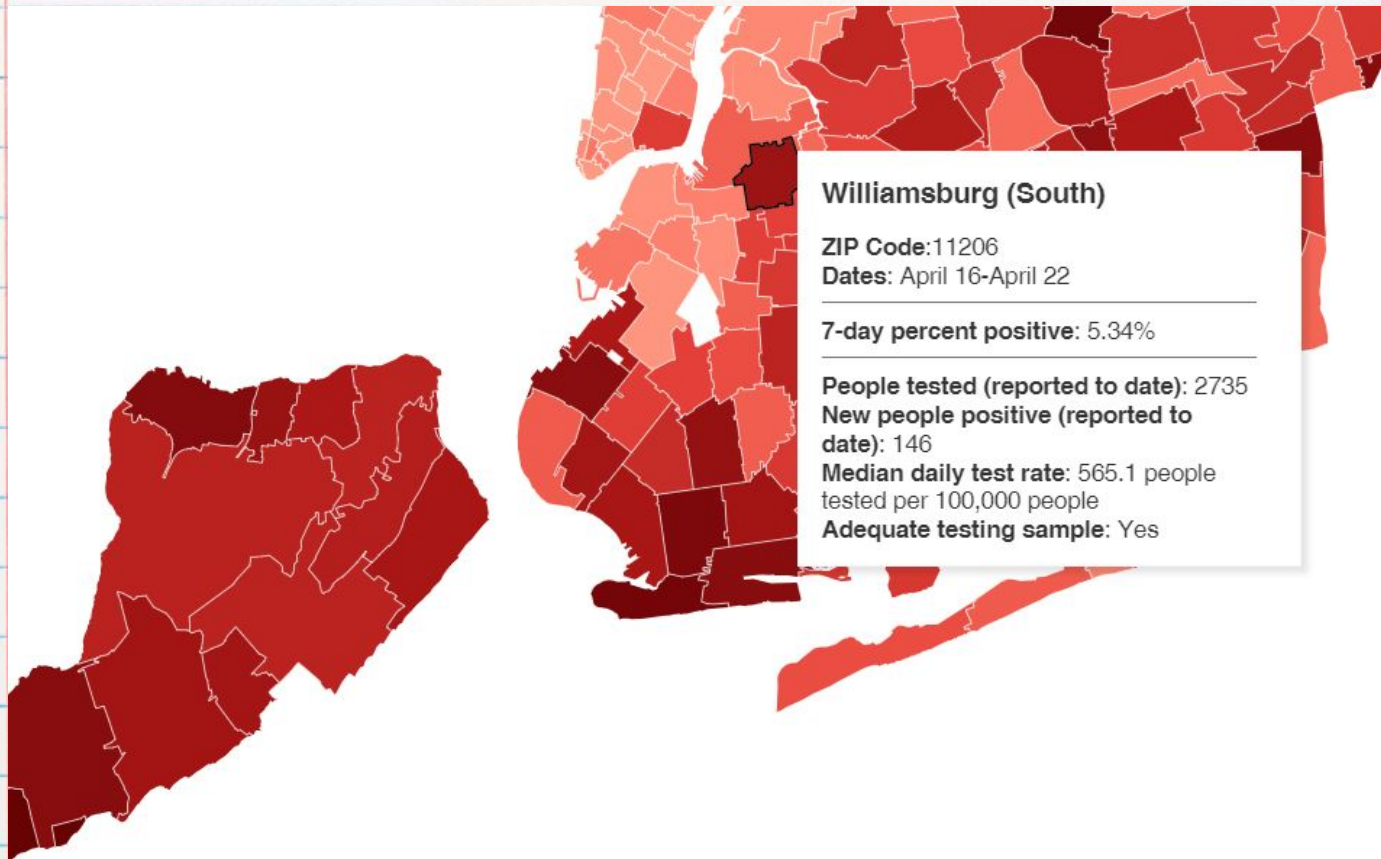 Williamsburg (South)
ZIP Code:11206
Dates: April 16-April 22
7-day percent positive: 5.34%
People tested (reported to date): 2735
New people positive (reported to
date): 146
Median daily test rate: 565.1 people
tested per 100,000 people
Adequate testing sample: Yes